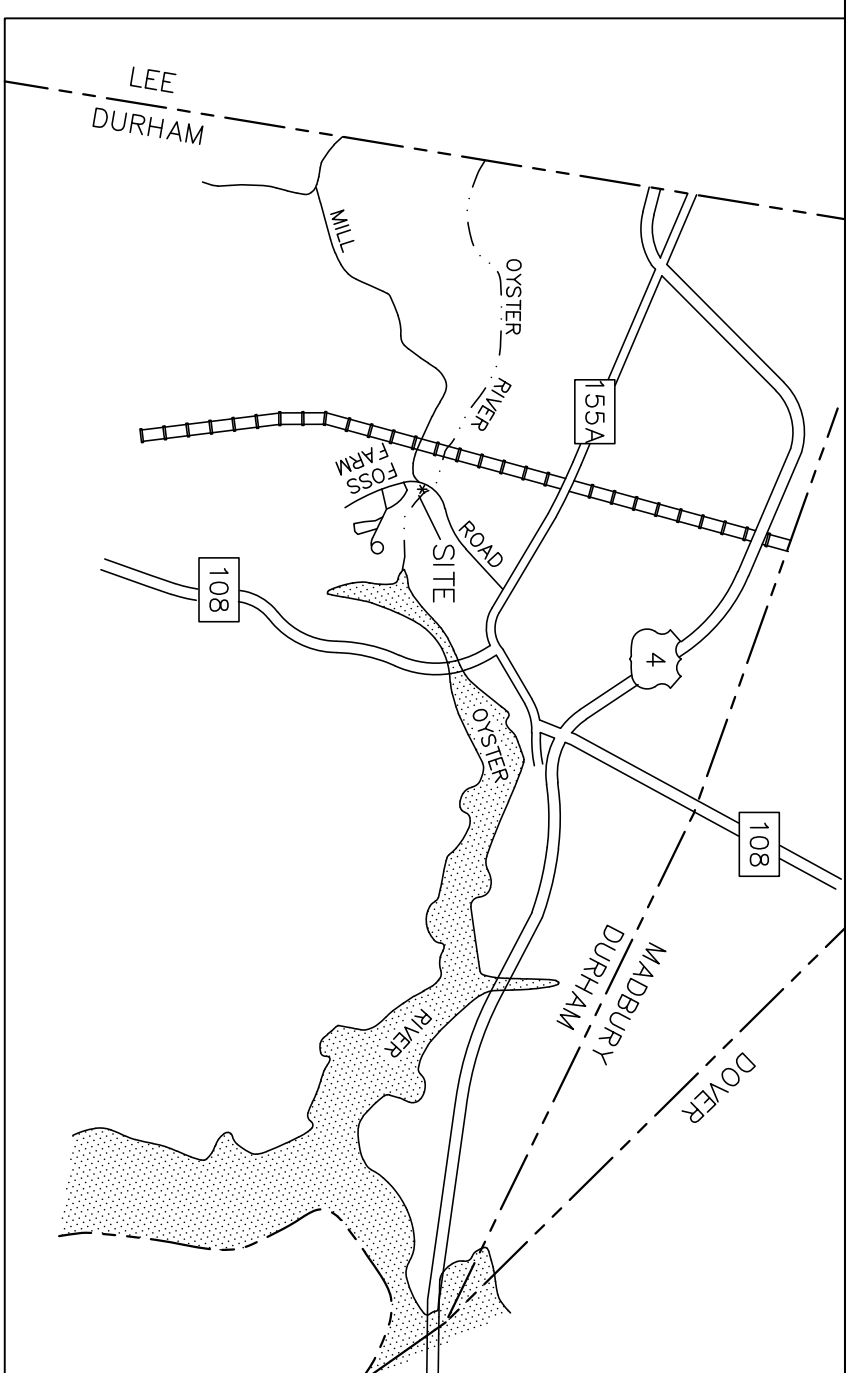 LEE
DURHAM
MILL
OYSTER
RIVER
155A
FOSS
FARM
ROAD
SITE
108
4
OYSTER
108
MADBURY
DURHAM
RIVER
DOVER